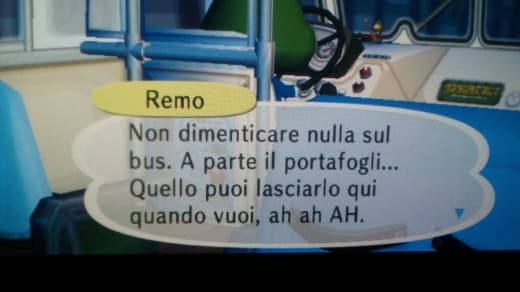 Remo
Non dimenticare nulla sul
bus. A parte il portafogli...
Quello puoi lasciarlo qui
quando vuoi, ah ah AH.